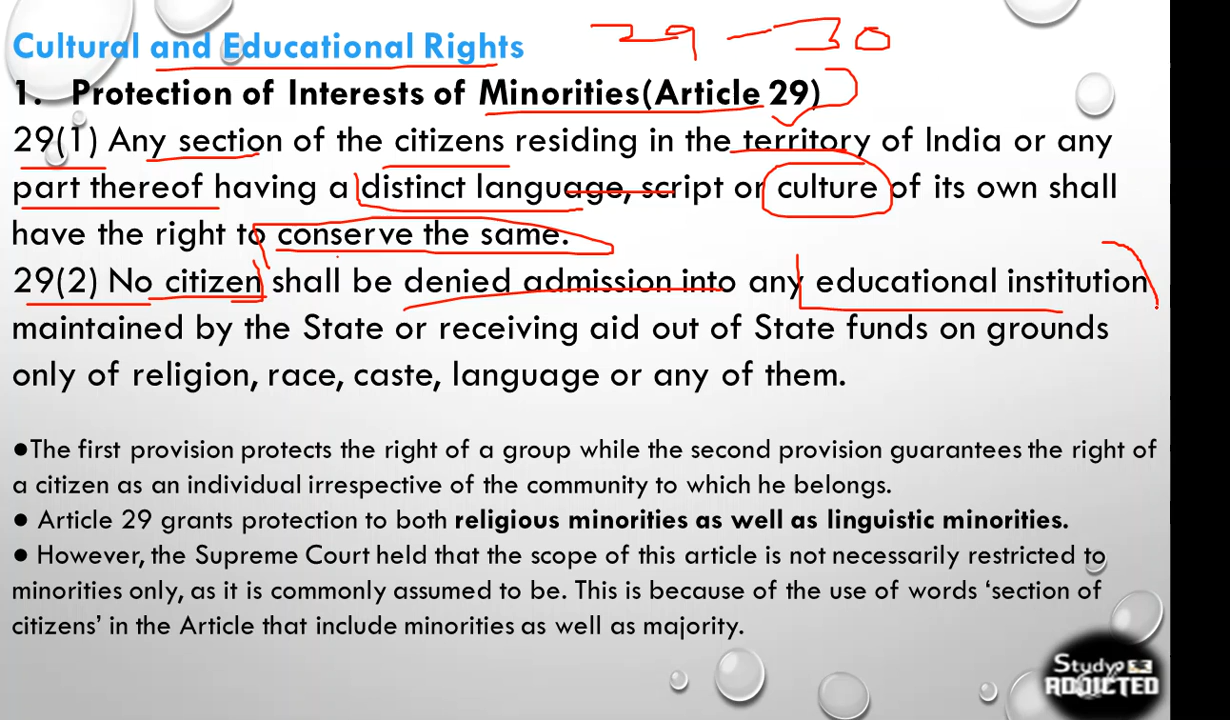 Cultural and Educational Rights 29 - 30
1. Protection of Interests of Minorities(Article 29)
29(1) Any section of the citizens residing in the territory of India or any
part thereof having a distinct language, script or culture of its own shall
have the right to conserve the same.
29(2) No citizen shall be denied admission into any educational institution
maintained by the State or receiving aid out of State funds on grounds
only of religion, race, caste, language or any of them.
●The first provision protects the right of a group while the second provision guarantees the right of
a citizen as an individual irrespective of the community to which he belongs.
● Article 29 grants protection to both religious minorities as well as linguistic minorities.
● However, the Supreme Court held that the scope of this article is not necessarily restricted to
minorities only, as it is commonly assumed to be. This is because of the use of words ‘section of
citizens’ in the Article that include minorities as well as majority.
Study
ADDICTED